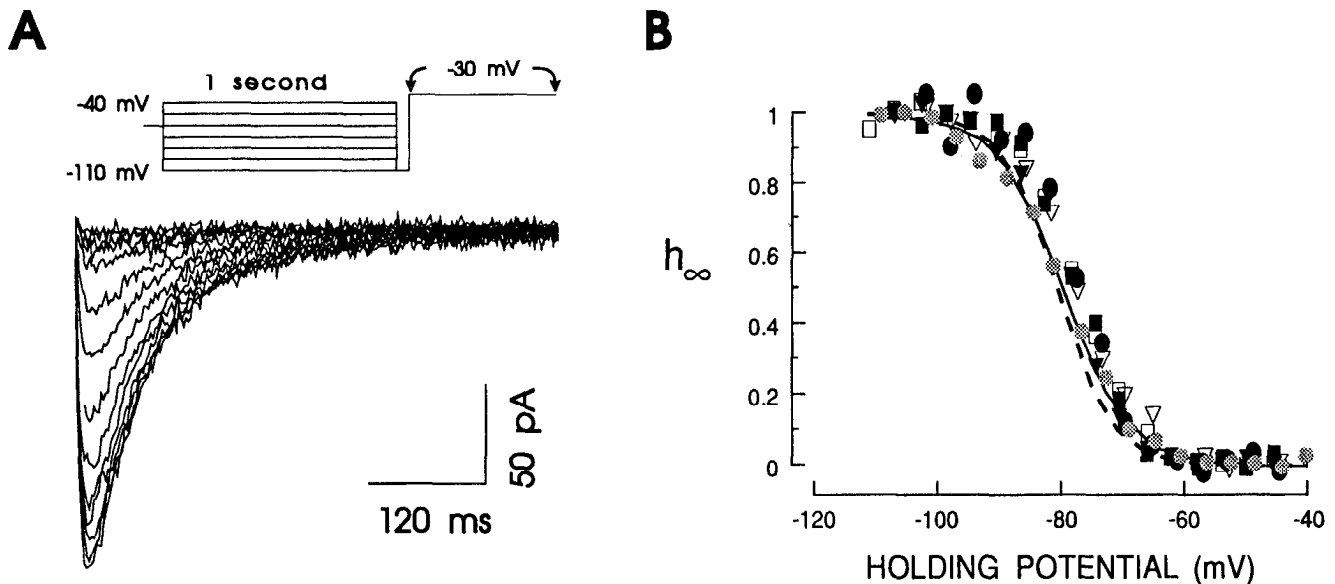 A
1 second
-30 mV
-40 mV
-110 mV
50 pA
120 ms
B
h∞
1
0.8
0.6
0.4
0.2
0
-120
-100
-80
-60
-40
HOLDING POTENTIAL (mV)